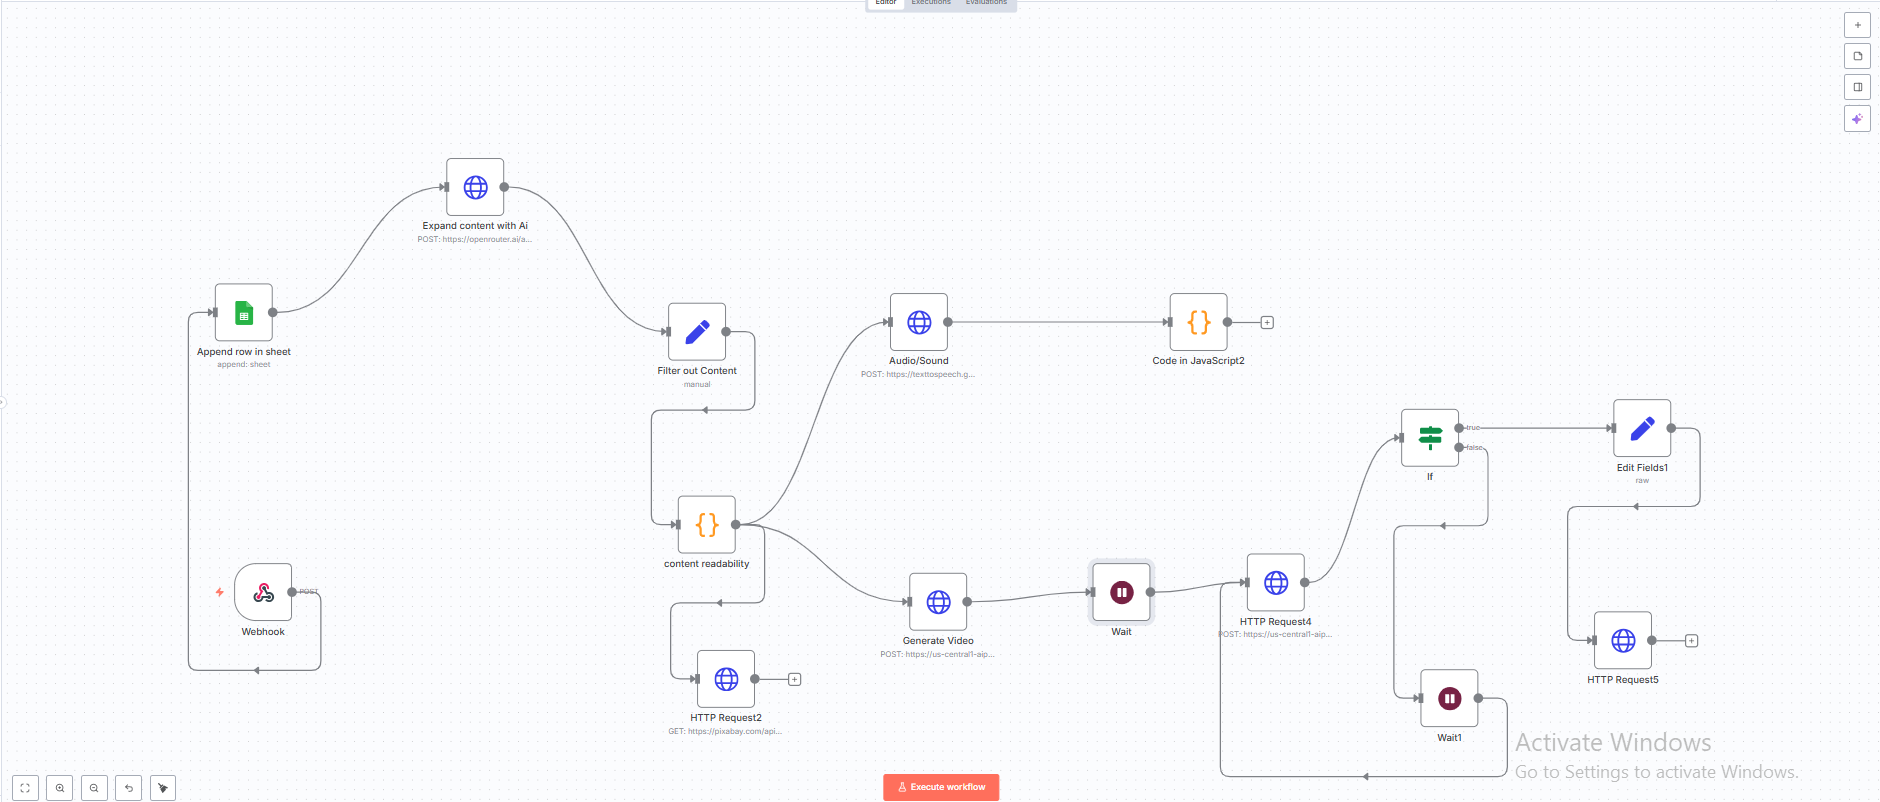 Editor Executions Evaluations
Expand content with Ai
POST: https://openrouter.ai/a...
Append row in sheet
append: sheet
Filter out Content
manual
Audio/Sound
POST: https://texttospeech.g...
Code in JavaScript2
true
false
If
Edit Fields1
raw
content readability
POST
Webhook
Generate Video
POST: https://us-central1-aip...
Wait
HTTP Request4
POST: https://us-central1-aip...
HTTP Request5
HTTP Request2
GET: https://pixabay.com/api...
Wait1
Activate Windows
Go to Settings to activate Windows.
Execute workflow